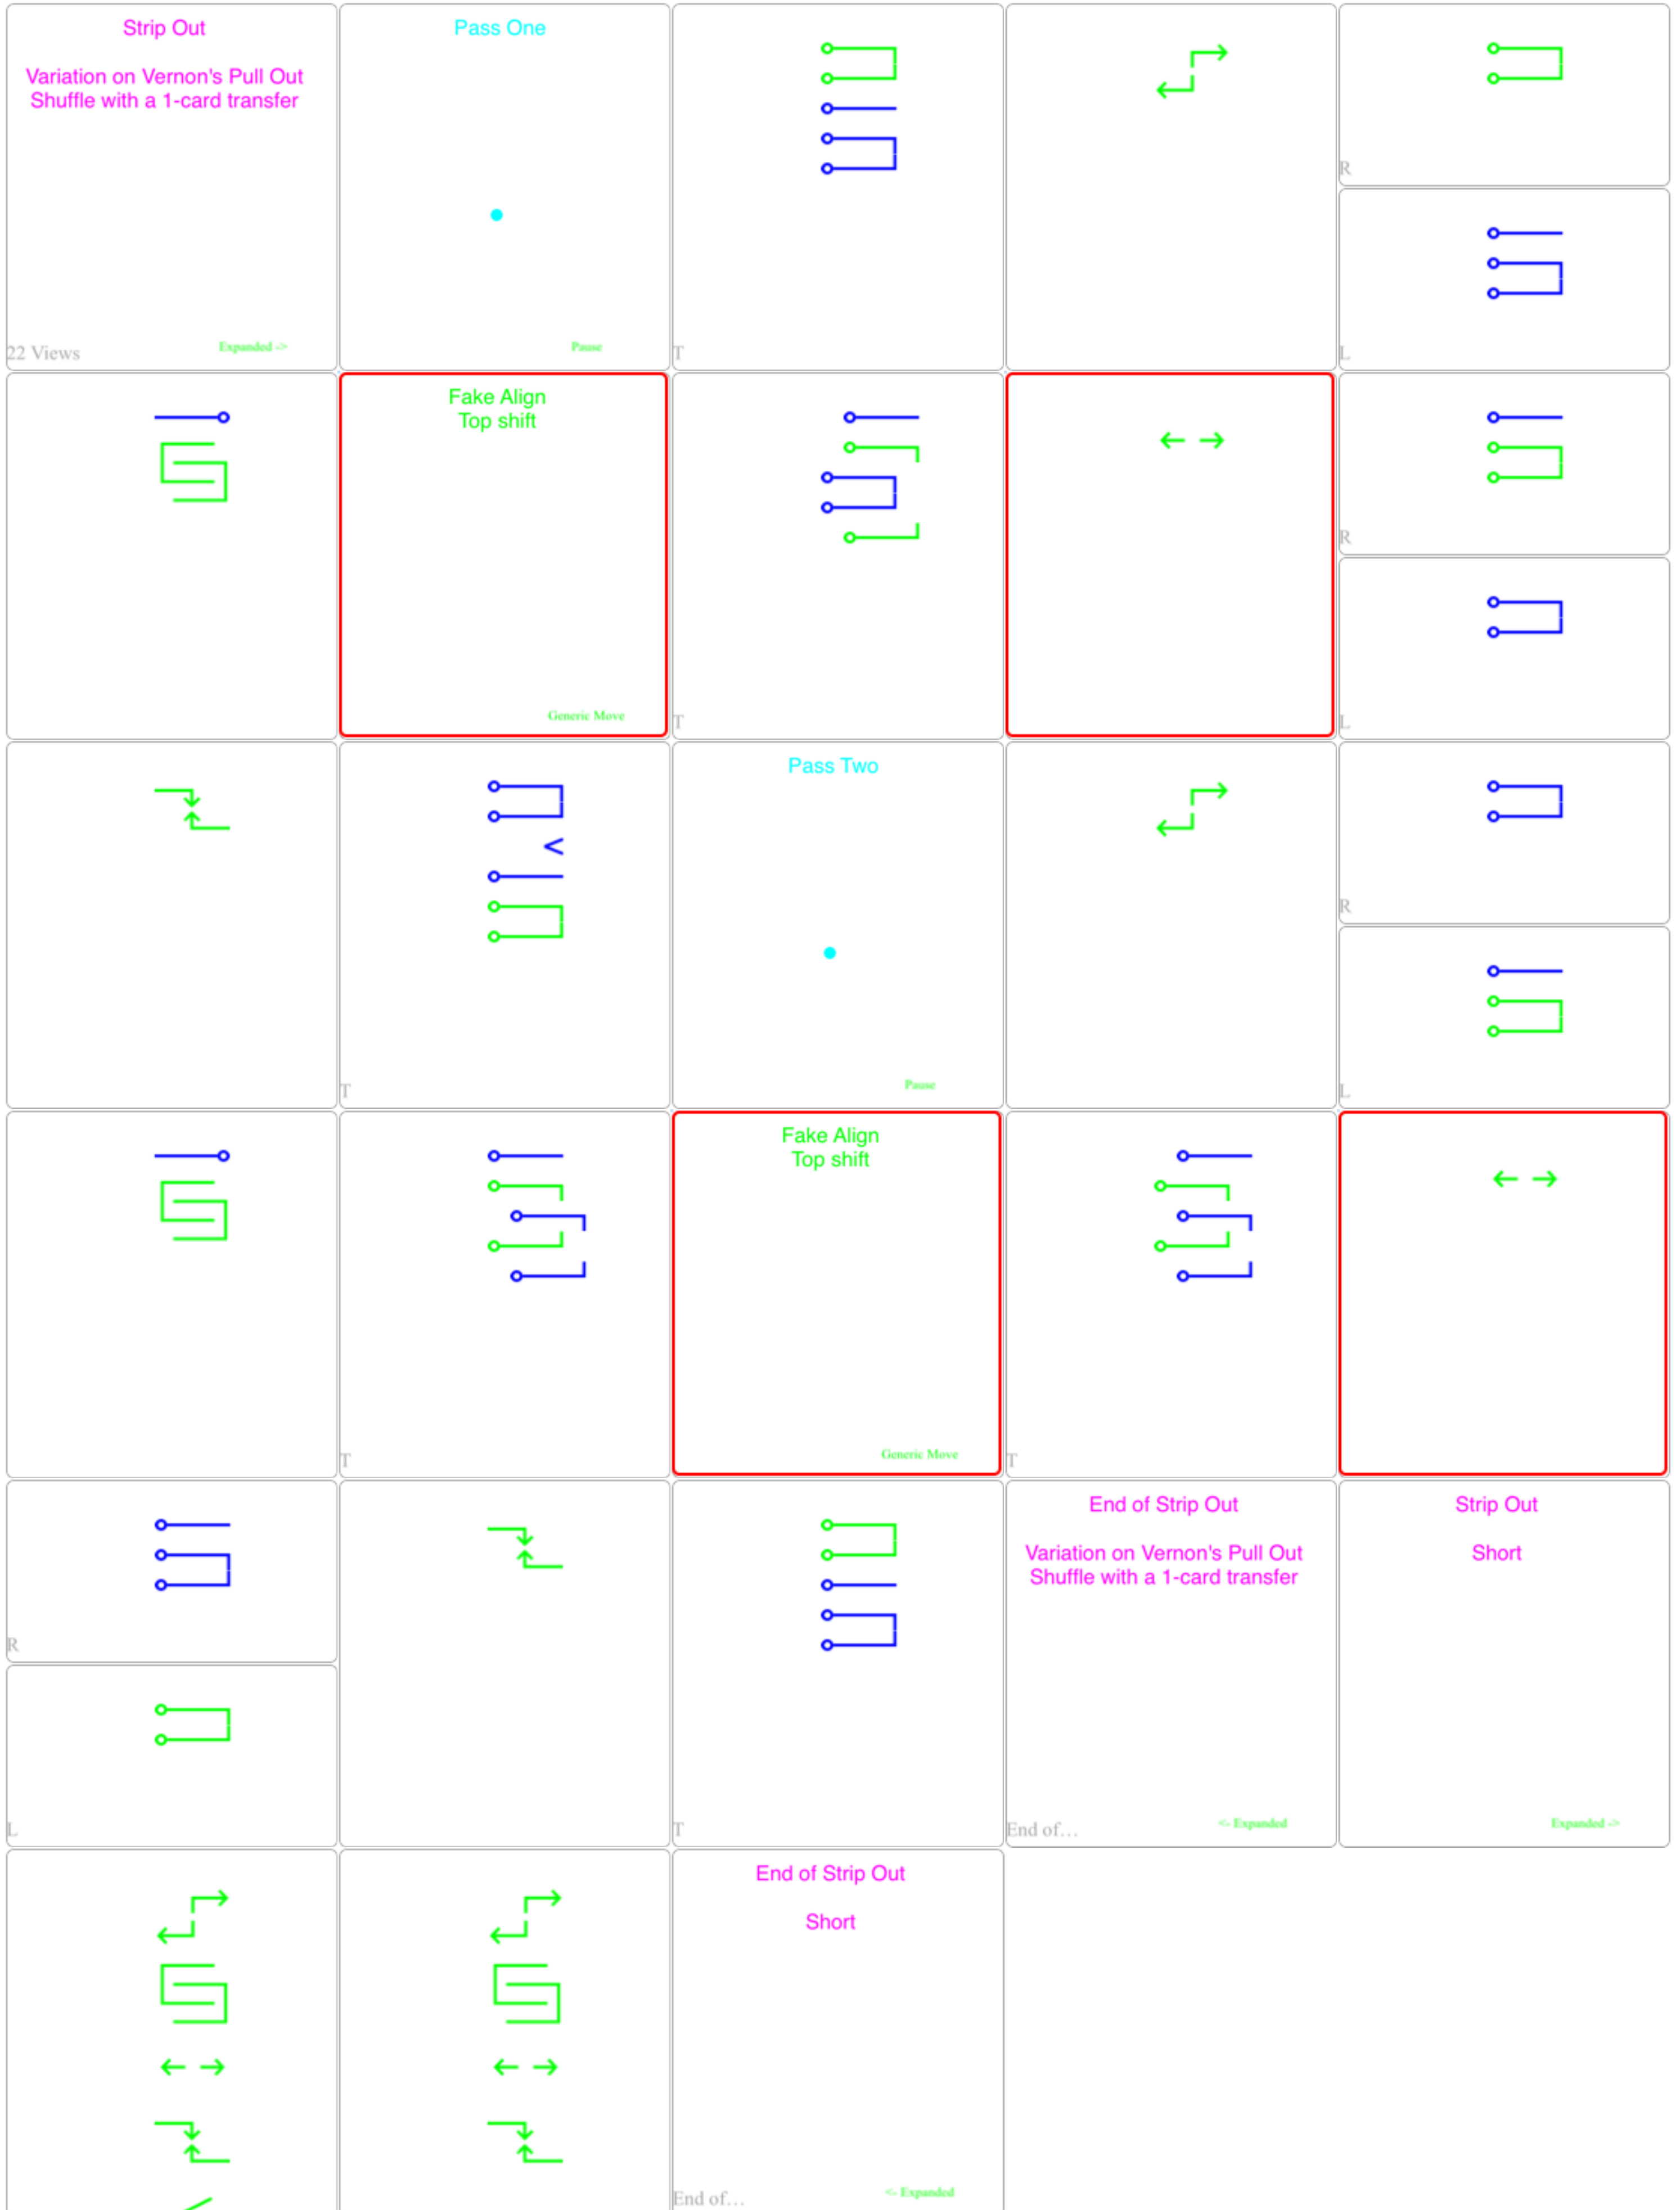 Strip Out
Variation on Vernon's Pull Out
Shuffle with a 1-card transfer
22 Views
Expanded ->
Pass One
Pause
T
R
L
Fake Align
Top shift
Generic Move
T
R
L
T
<
Pass Two
Pause
R
L
T
Fake Align
Top shift
Generic Move
T
R
L
T
End of Strip Out
Variation on Vernon's Pull Out
Shuffle with a 1-card transfer
End of...
<- Expanded
Strip Out
Short
Expanded ->
End of Strip Out
Short
End of...
<- Expanded